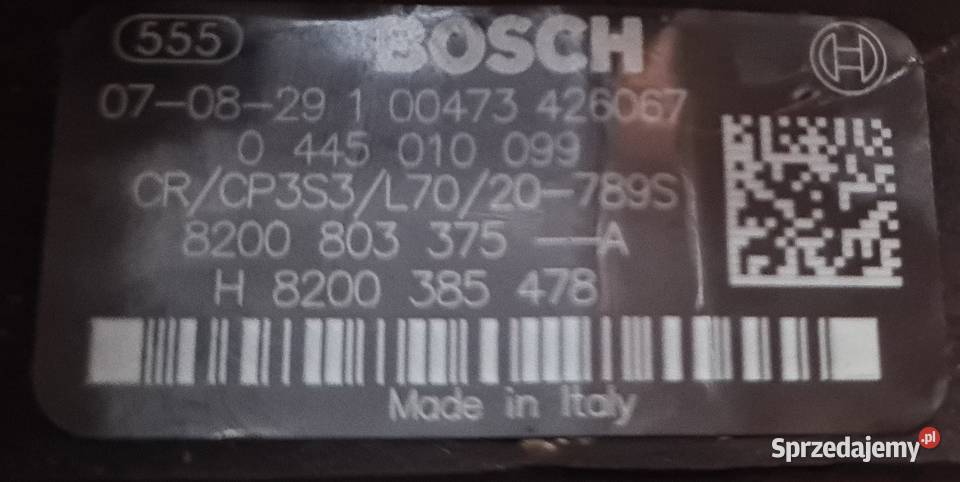 555 BOSCH H
07-08-29 1 00473 426067
0 445 010 099
CR/CP3S3/L70/20-789S
8200 803 375 --A
H 8200 385 478
Made in Italy
Sprzedajemy.pl